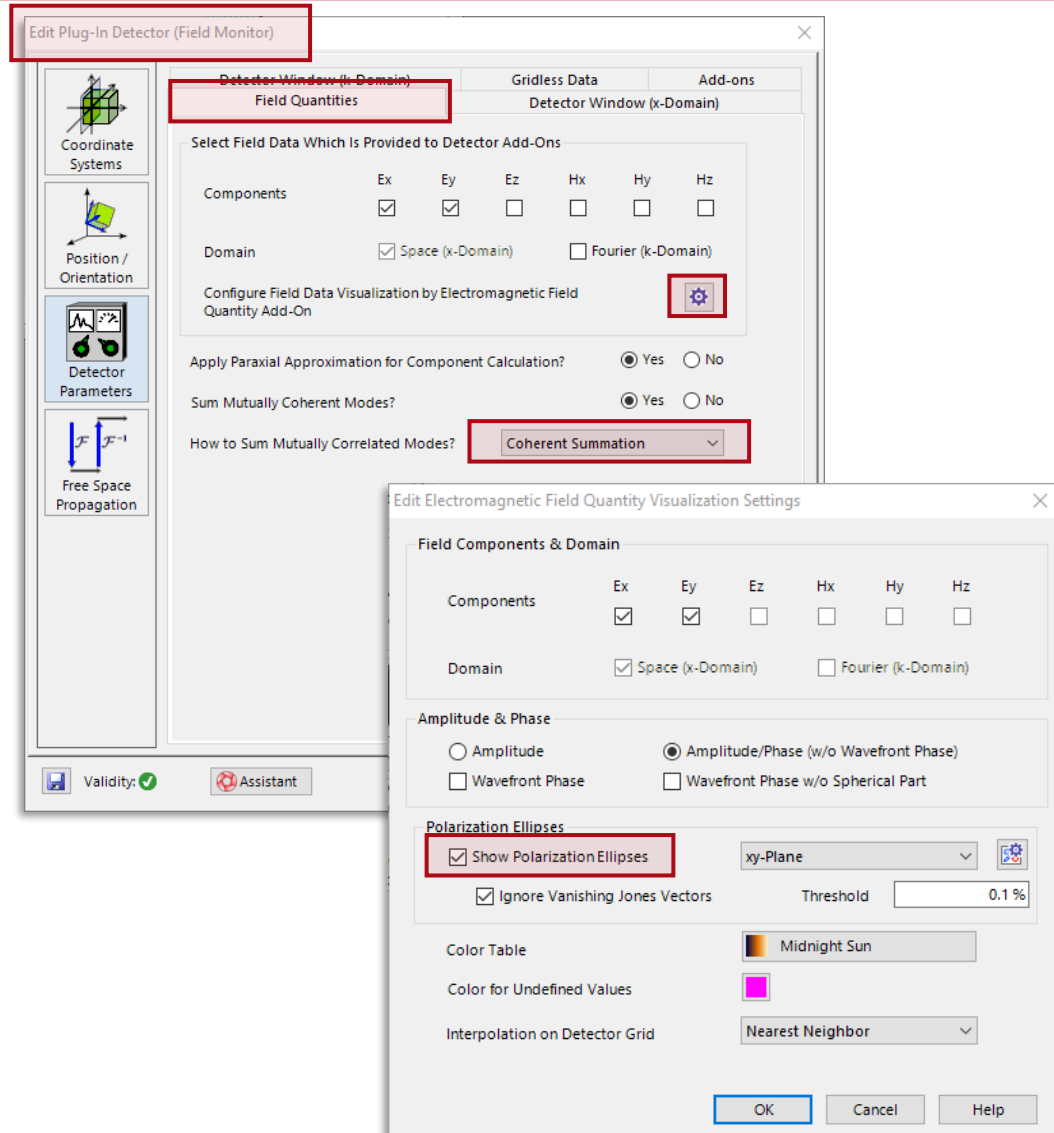 Edit Plug-In Detector (Field Monitor)
Coordinate
Systems
Position /
Orientation
Detector
Parameters
Free Space
Propagation
Detector Window (k-Domain)
Gridless Data
Add-ons
Field Quantities
Detector Window (x-Domain)
Select Field Data Which Is Provided to Detector Add-Ons
Ex Ey Ez Hx Hy Hz
Components
Domain
Space (x-Domain)
Fourier (k-Domain)
Configure Field Data Visualization by Electromagnetic Field
Quantity Add-On
Apply Paraxial Approximation for Component Calculation?
Yes
No
Sum Mutually Coherent Modes?
Yes
No
How to Sum Mutually Correlated Modes?
Coherent Summation
Validity:
Assistant
Edit Electromagnetic Field Quantity Visualization Settings
Field Components & Domain
Ex Ey Ez Hx Hy Hz
Components
Domain
Space (x-Domain)
Fourier (k-Domain)
Amplitude & Phase
Amplitude
Amplitude/Phase (w/o Wavefront Phase)
Wavefront Phase
Wavefront Phase w/o Spherical Part
Polarization Ellipses
Show Polarization Ellipses
xy-Plane
Ignore Vanishing Jones Vectors
Threshold
0.1 %
Color Table
Midnight Sun
Color for Undefined Values
Interpolation on Detector Grid
Nearest Neighbor
OK
Cancel
Help